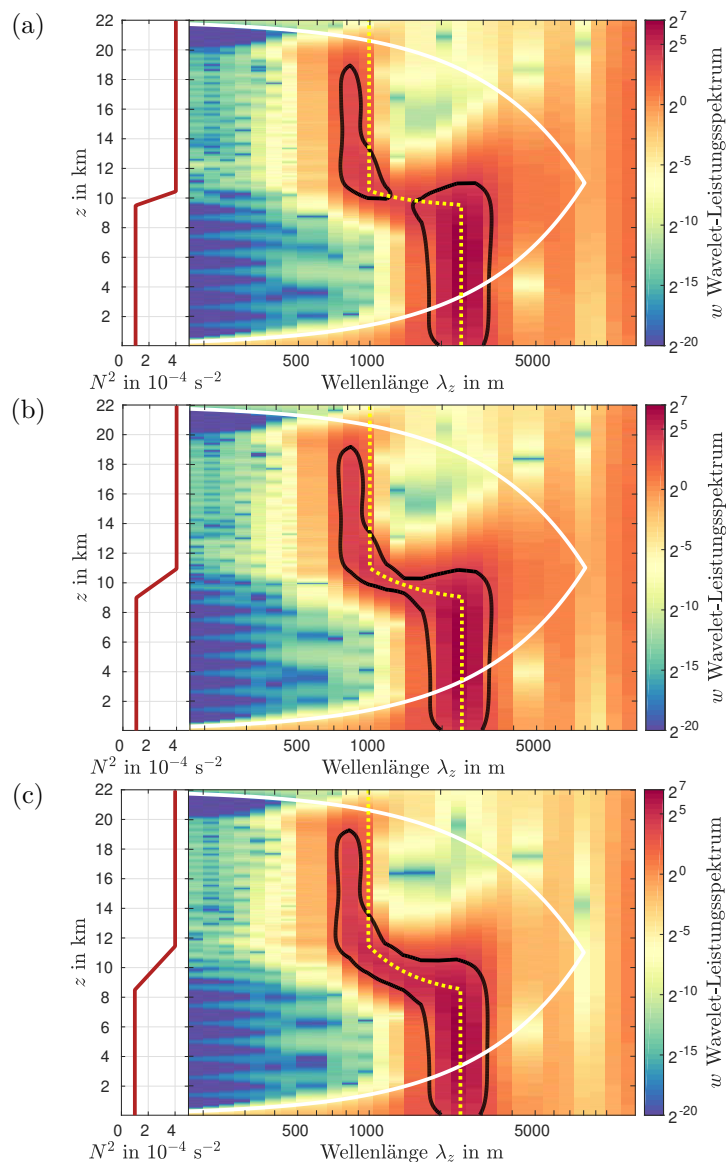 (a)
22
20
18
16
14
12
10
8
6
4
2
z in km
0 2 4
N² in 10⁻⁴ s⁻²
500 1000 5000
Wellenlänge λ_z in m
2⁷
2⁰
2⁻⁵
2⁻¹⁰
2⁻¹⁵
2⁻²⁰
w Wavelet-Leistungsspektrum
(b)
22
20
18
16
14
12
10
8
6
4
2
z in km
0 2 4
N² in 10⁻⁴ s⁻²
500 1000 5000
Wellenlänge λ_z in m
2⁷
2⁰
2⁻⁵
2⁻¹⁰
2⁻¹⁵
2⁻²⁰
w Wavelet-Leistungsspektrum
(c)
22
20
18
16
14
12
10
8
6
4
2
z in km
0 2 4
N² in 10⁻⁴ s⁻²
500 1000 5000
Wellenlänge λ_z in m
2⁷
2⁰
2⁻⁵
2⁻¹⁰
2⁻¹⁵
2⁻²⁰
w Wavelet-Leistungsspektrum